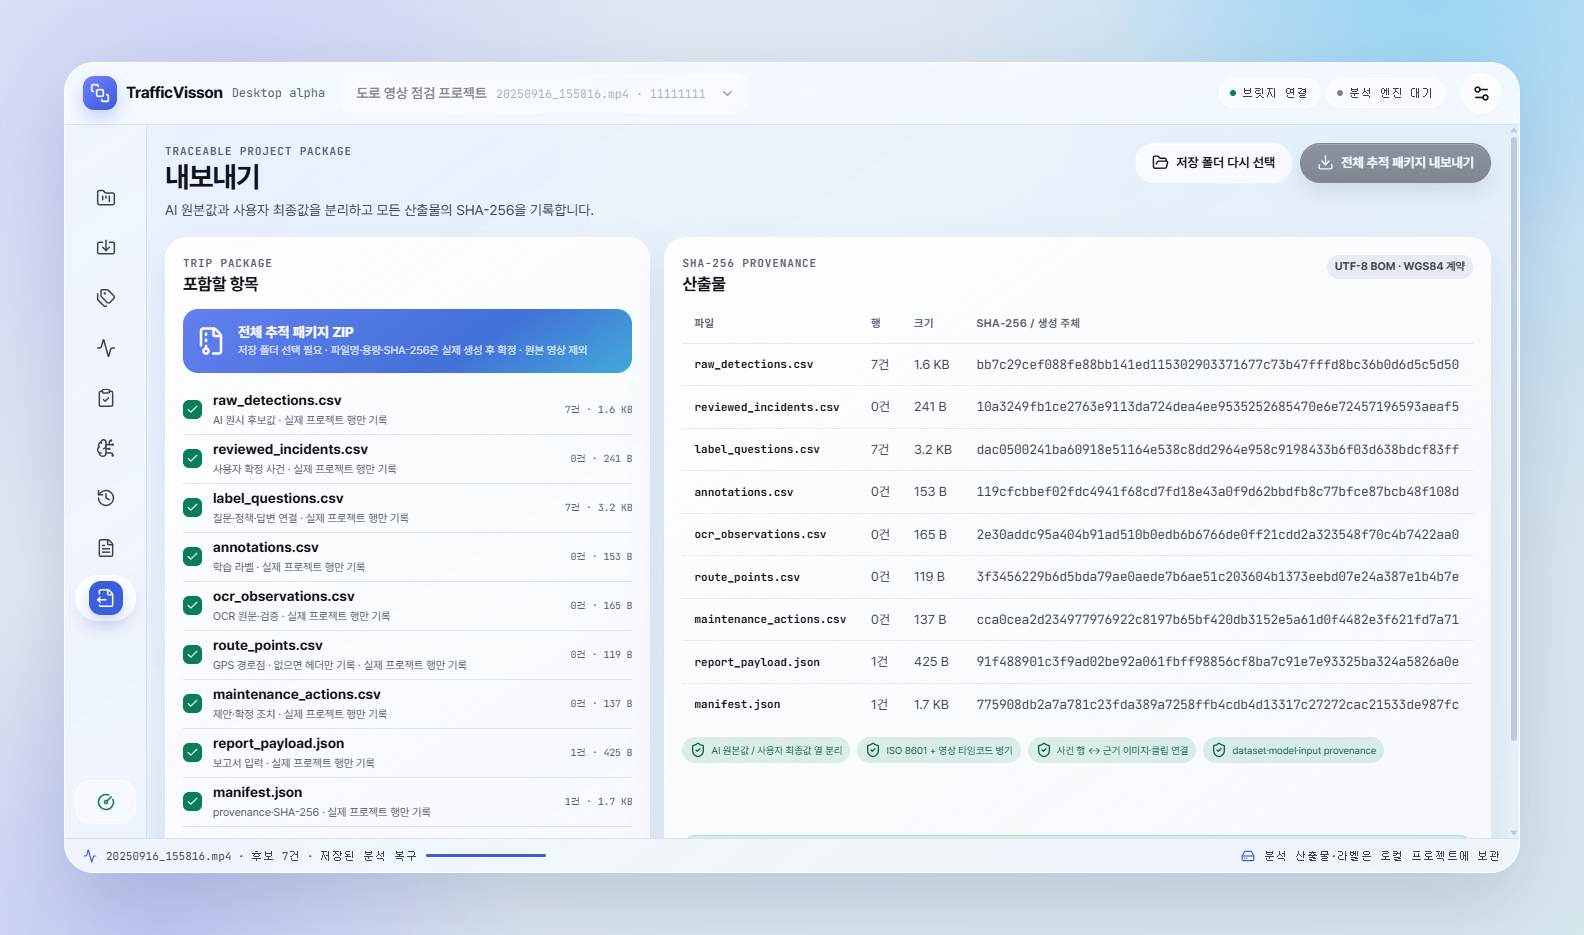 TrafficVisson Desktop alpha
도로 영상 점검 프로젝트 20250916_155816.mp4 · 11111111
브릿지 연결
분석 엔진 대기
TRACEABLE PROJECT PACKAGE
내보내기
AI 원본값과 사용자 최종값을 분리하고 모든 산출물의 SHA-256을 기록합니다.
저장 폴더 다시 선택
전체 추적 패키지 내보내기
TRIP PACKAGE
포함할 항목
전체 추적 패키지 ZIP
저장 폴더 선택 필요 · 파일명·용량·SHA-256은 실제 생성 후 확정 · 원본 영상 제외
raw_detections.csv
AI 원시 후보값 · 실제 프로젝트 행만 기록
7건 · 1.6 KB
reviewed_incidents.csv
사용자 확정 사건 · 실제 프로젝트 행만 기록
0건 · 241 B
label_questions.csv
질문·정책·답변 연결 · 실제 프로젝트 행만 기록
7건 · 3.2 KB
annotations.csv
학습 라벨 · 실제 프로젝트 행만 기록
0건 · 153 B
ocr_observations.csv
OCR 원문·검증 · 실제 프로젝트 행만 기록
0건 · 165 B
route_points.csv
GPS 경로점 · 없으면 헤더만 기록 · 실제 프로젝트 행만 기록
0건 · 119 B
maintenance_actions.csv
제안·확정 조치 · 실제 프로젝트 행만 기록
0건 · 137 B
report_payload.json
보고서 입력 · 실제 프로젝트 행만 기록
1건 · 425 B
manifest.json
provenance·SHA-256 · 실제 프로젝트 행만 기록
1건 · 1.7 KB
SHA-256 PROVENANCE
산출물
UTF-8 BOM · WGS84 계약
파일 행 크기 SHA-256 / 생성 주체
raw_detections.csv 7건 1.6 KB bb7c29cef088fe88bb141ed115302903371677c73b47fffd8bc36b0d6d5c5d50
reviewed_incidents.csv 0건 241 B 10a3249fb1ce2763e9113da724dea4ee9535252685470e6e72457196593aeaf5
label_questions.csv 7건 3.2 KB dac0500241ba60918e51164e538c8dd2964e958c9198433b6f03d638bdcf83ff
annotations.csv 0건 153 B 119cfcbbef02fdc4941f68cd7fd18e43a0f9d62bbdfb8c77bfce87bcb48f108d
ocr_observations.csv 0건 165 B 2e30addc95a404b91ad510b0edb6b6766de0ff21cdd2a323548f70c4b7422aa0
route_points.csv 0건 119 B 3f3456229b6d5bda79ae0aede7b6ae51c203604b1373eebd07e24a387e1b4b7e
maintenance_actions.csv 0건 137 B cca0cea2d234977976922c8197b65bf420db3152e5a61d0f4482e3f621fd7a71
report_payload.json 1건 425 B 91f488901c3f9ad02be92a061fbff98856cf8ba7c91e7e93325ba324a5826a0e
manifest.json 1건 1.7 KB 775908db2a7a781c23fda389a7258ffb4cdb4d13317c27272cac21533de987fc
AI 원본값 / 사용자 최종값 열 분리
ISO 8601 + 영상 타임코드 병기
사건 행 ↔ 근거 이미지·클립 연결
dataset·model·input provenance
20250916_155816.mp4 · 후보 7건 · 저장된 분석 복구
분석 산출물·라벨은 로컬 프로젝트에 보관